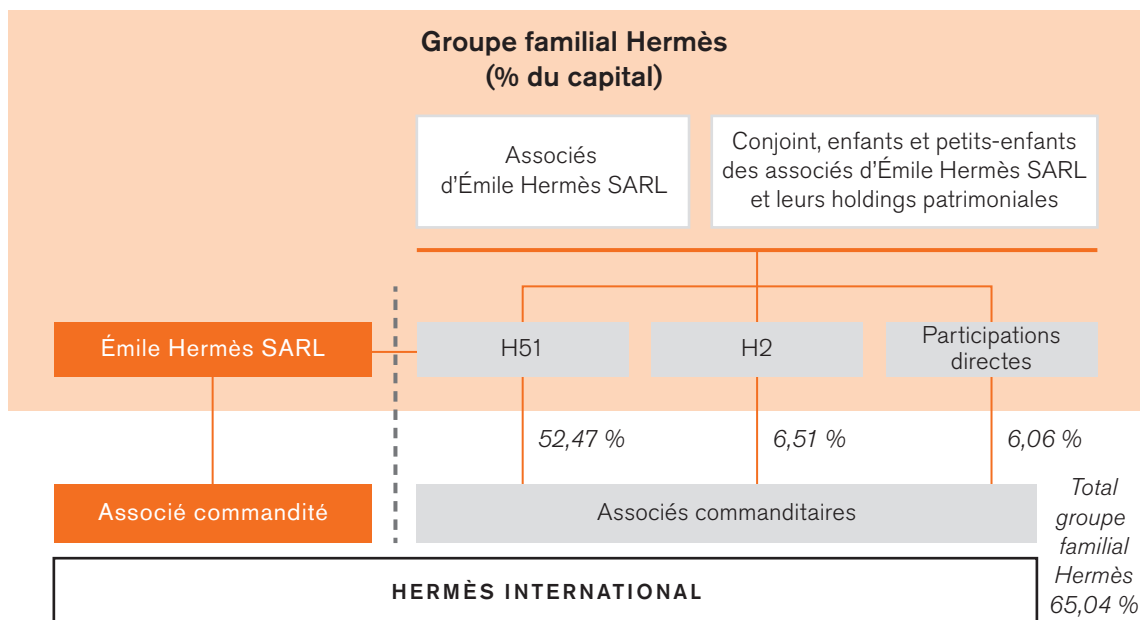 Groupe familial Hermès
(% du capital)
Associés
d'Émile Hermès SARL
Conjoint, enfants et petits-enfants
des associés d'Émile Hermès SARL
et leurs holdings patrimoniales
Émile Hermès SARL
H51
H2
Participations
directes
52,47 %
6,51 %
6,06 %
Associé commandité
Associés commanditaires
Total
groupe
familial
Hermès
65,04 %
HERMÈS INTERNATIONAL